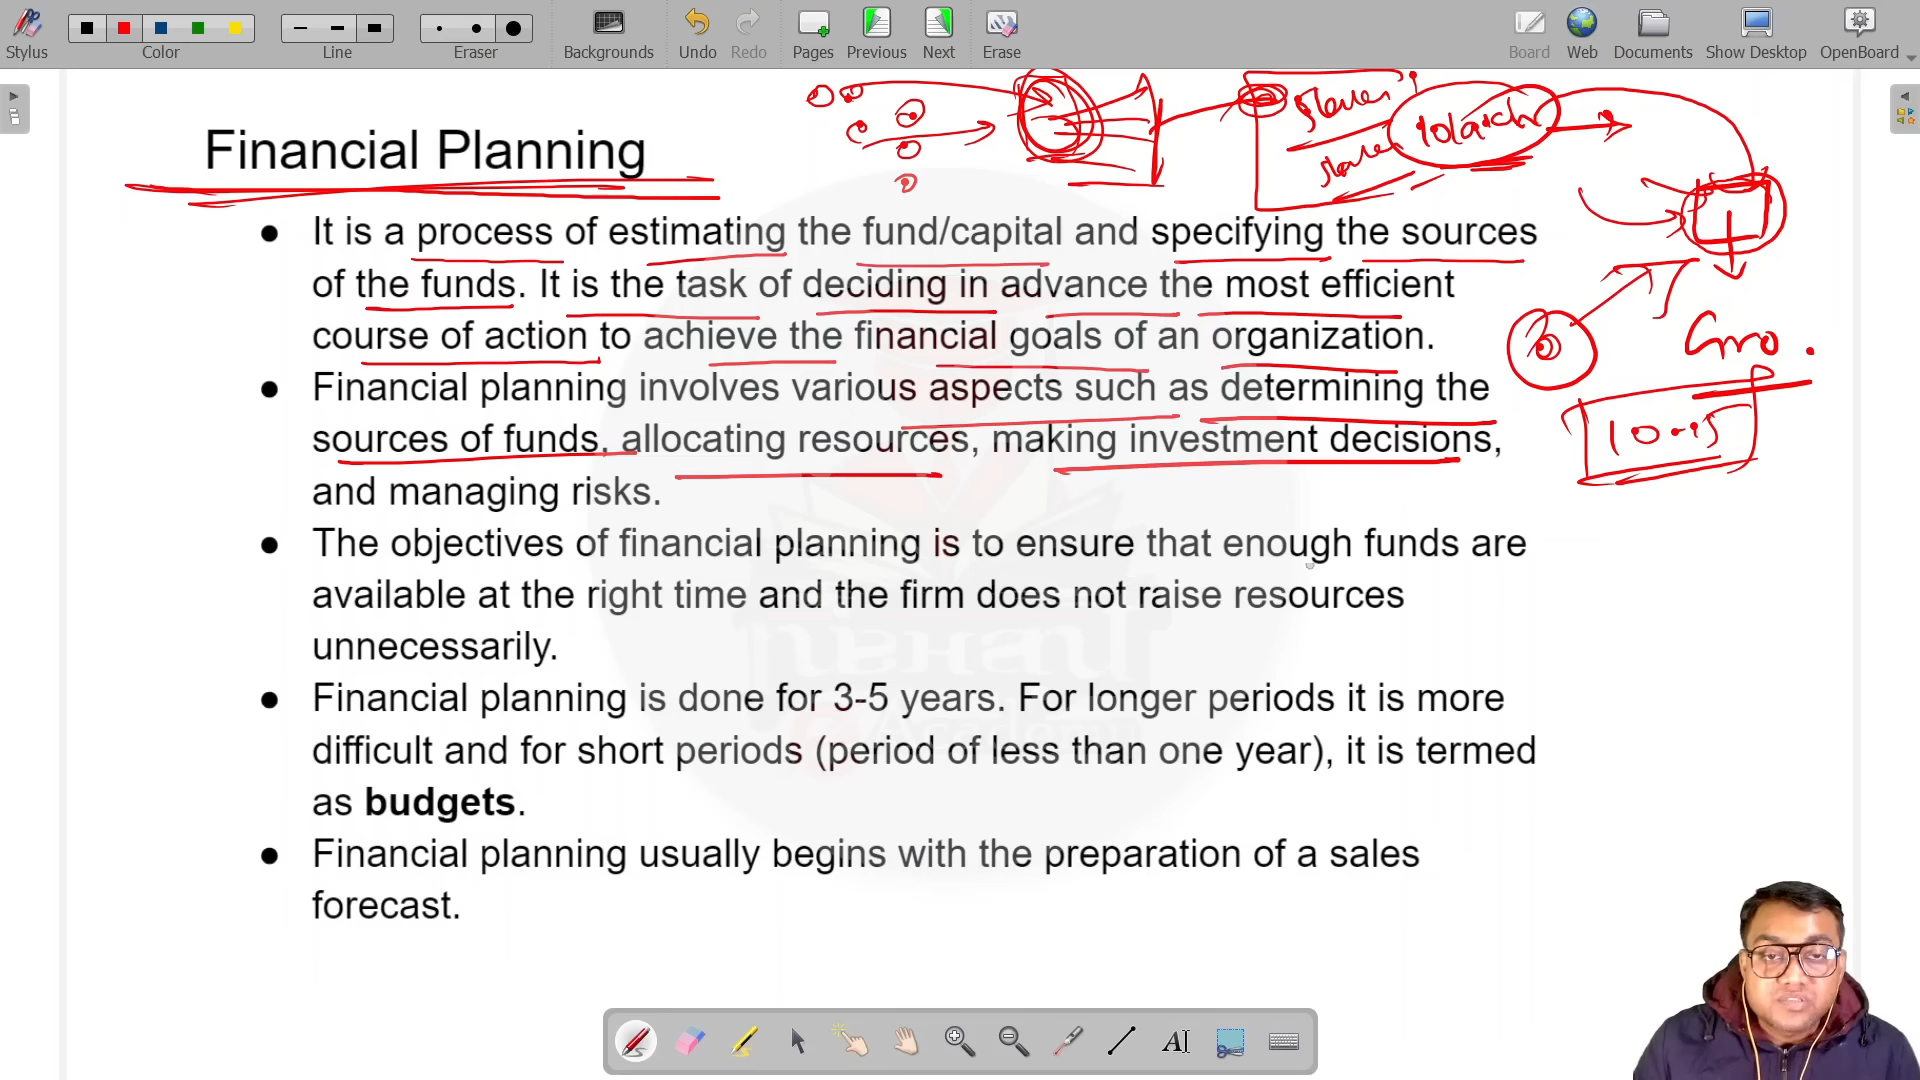 Stylus
Color
Line
Eraser
Backgrounds
Undo
Redo
Pages
Previous
Next
Erase
Board
Web
Documents
Show Desktop
OpenBoard
Financial Planning
● It is a process of estimating the fund/capital and specifying the sources
of the funds. It is the task of deciding in advance the most efficient
course of action to achieve the financial goals of an organization.
● Financial planning involves various aspects such as determining the
sources of funds, allocating resources, making investment decisions,
and managing risks.
● The objectives of financial planning is to ensure that enough funds are
available at the right time and the firm does not raise resources
unnecessarily.
● Financial planning is done for 3-5 years. For longer periods it is more
difficult and for short periods (period of less than one year), it is termed
as budgets.
● Financial planning usually begins with the preparation of a sales
forecast.
10-15